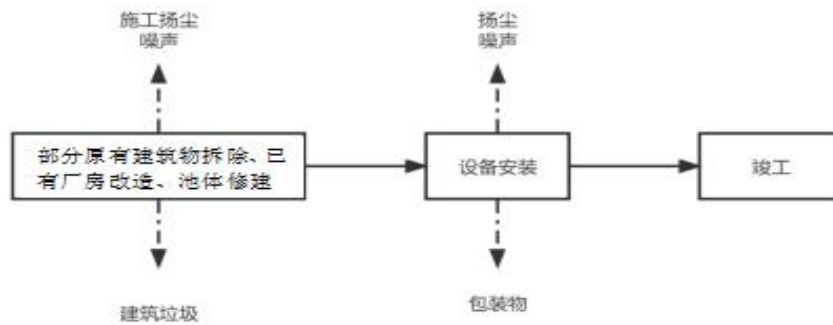 施工扬尘
噪声
扬尘
噪声
部分原有建筑物拆除、已
有厂房改造、池体修建
设备安装
竣工
建筑垃圾
包装物